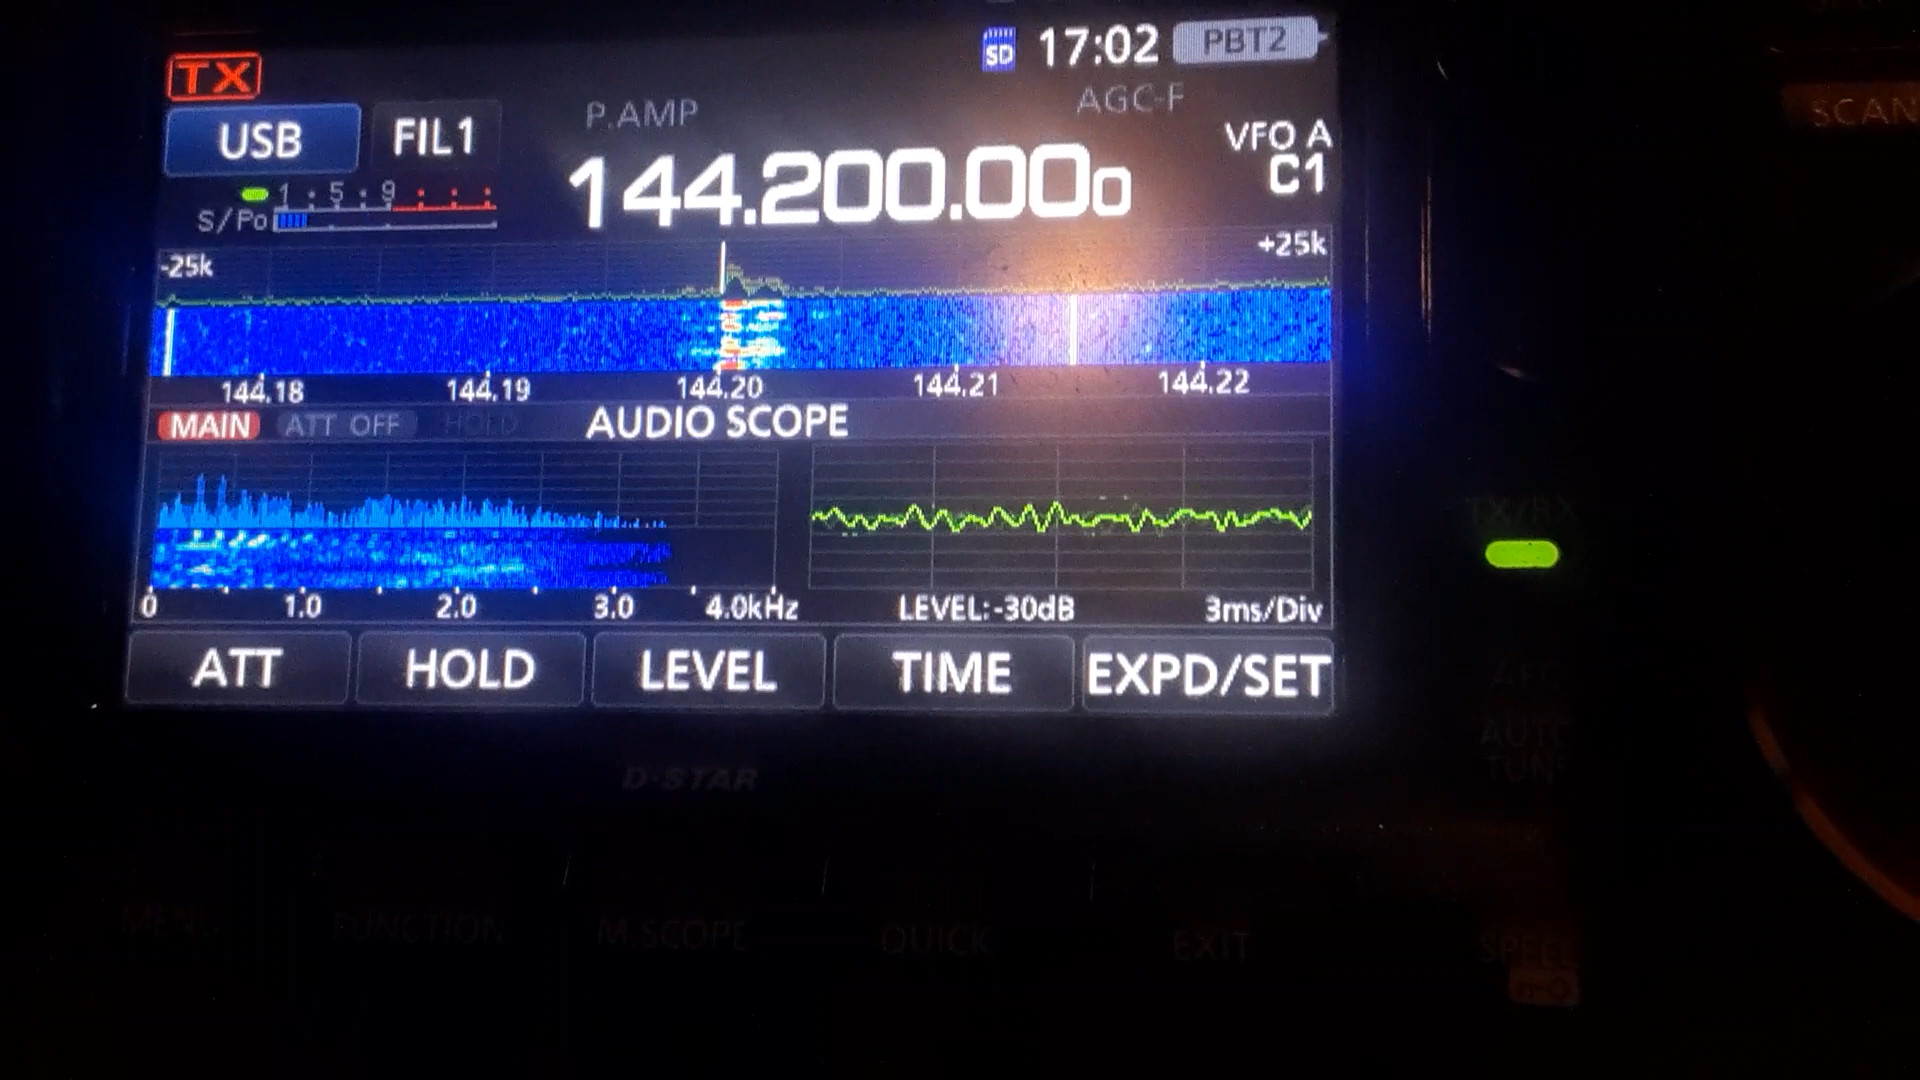 SD 17:02 PBT2
TX
P.AMP AGC-F
USB FIL1 VFO A
144.200.000 C1
1 : 5 : 9
S/Po
-25k +25k
144.18 144.19 144.20 144.21 144.22
MAIN ATT OFF HOLD AUDIO SCOPE
0 1.0 2.0 3.0 4.0kHz LEVEL:-30dB 3ms/Div
ATT HOLD LEVEL TIME EXPD/SET
D-STAR
MENU FUNCTION M.SCOPE QUICK EXIT
SCAN
TX/RX
AUTO